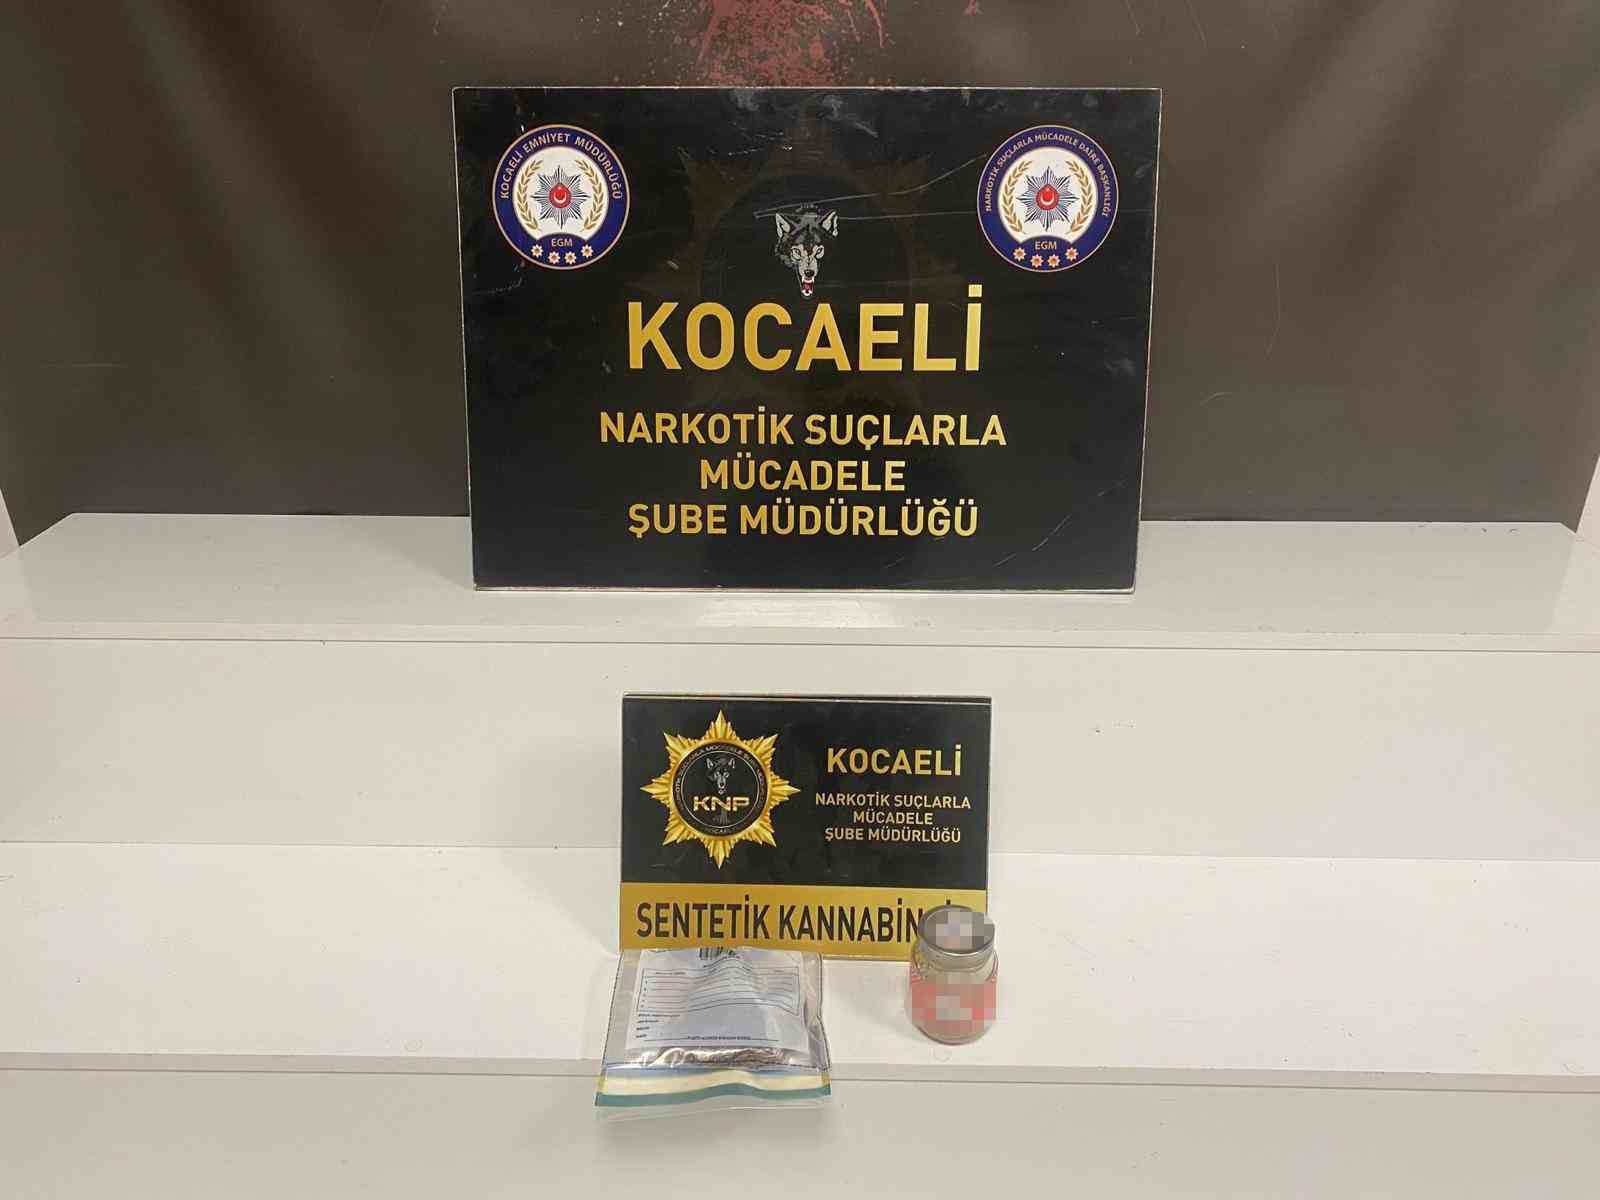 KOCAELİ EMNİYET MÜDÜRLÜĞÜ
EGM
NARKOTİK SUÇLARLA MÜCADELE DAİRE BAŞKANLIĞI
EGM
KOCAELİ
NARKOTİK SUÇLARLA
MÜCADELE
ŞUBE MÜDÜRLÜĞÜ
KNP
KOCAELİ
KOCAELİ
NARKOTİK SUÇLARLA
MÜCADELE
ŞUBE MÜDÜRLÜĞÜ
SENTETİK KANNABİN